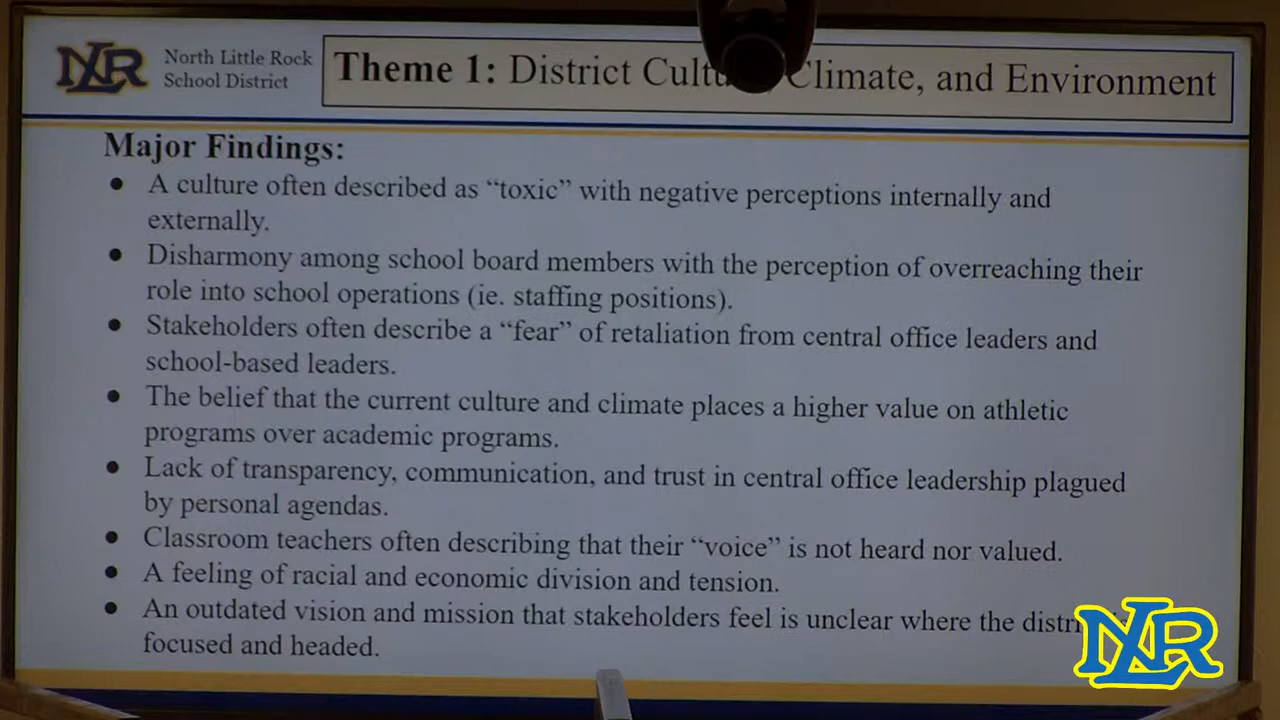 NLR
North Little Rock
School District
Theme 1: District Cultu Climate, and Environment
Major Findings:
● A culture often described as “toxic” with negative perceptions internally and
externally.
● Disharmony among school board members with the perception of overreaching their
role into school operations (ie. staffing positions).
● Stakeholders often describe a “fear” of retaliation from central office leaders and
school-based leaders.
● The belief that the current culture and climate places a higher value on athletic
programs over academic programs.
● Lack of transparency, communication, and trust in central office leadership plagued
by personal agendas.
● Classroom teachers often describing that their “voice” is not heard nor valued.
● A feeling of racial and economic division and tension.
● An outdated vision and mission that stakeholders feel is unclear where the distri
focused and headed.
NLR